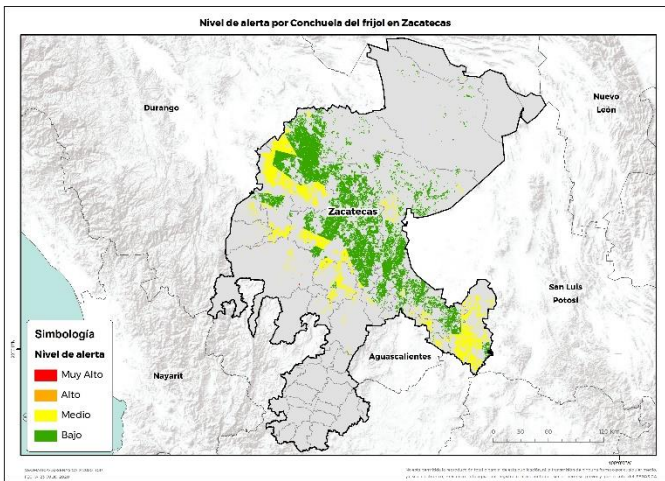 Nivel de alerta por Conchuela del frijol en Zacatecas
Durango
Nuevo
León
Zacatecas
San Luis
Potosí
Aguascalientes
Nayarit
Simbología
Nivel de alerta
Muy Alto
Alto
Medio
Bajo
0 30 60 120 Km